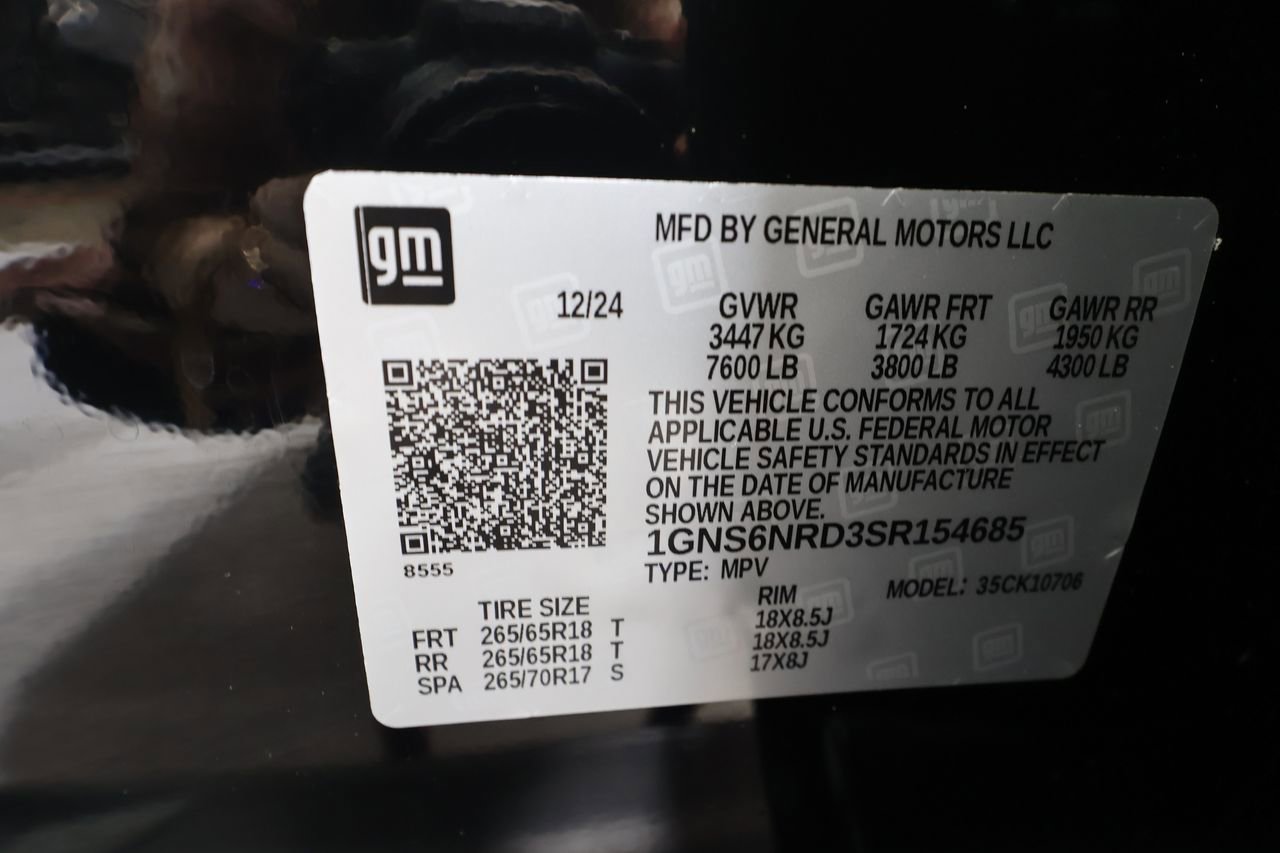 gm
MFD BY GENERAL MOTORS LLC
12/24 GVWR GAWR FRT GAWR RR
3447 KG 1724 KG 1950 KG
7600 LB 3800 LB 4300 LB
THIS VEHICLE CONFORMS TO ALL
APPLICABLE U.S. FEDERAL MOTOR
VEHICLE SAFETY STANDARDS IN EFFECT
ON THE DATE OF MANUFACTURE
SHOWN ABOVE.
1GNS6NRD3SR154685
8555
TYPE: MPV
MODEL: 35CK10706
TIRE SIZE RIM
FRT 265/65R18 T 18X8.5J
RR 265/65R18 T 18X8.5J
SPA 265/70R17 S 17X8J